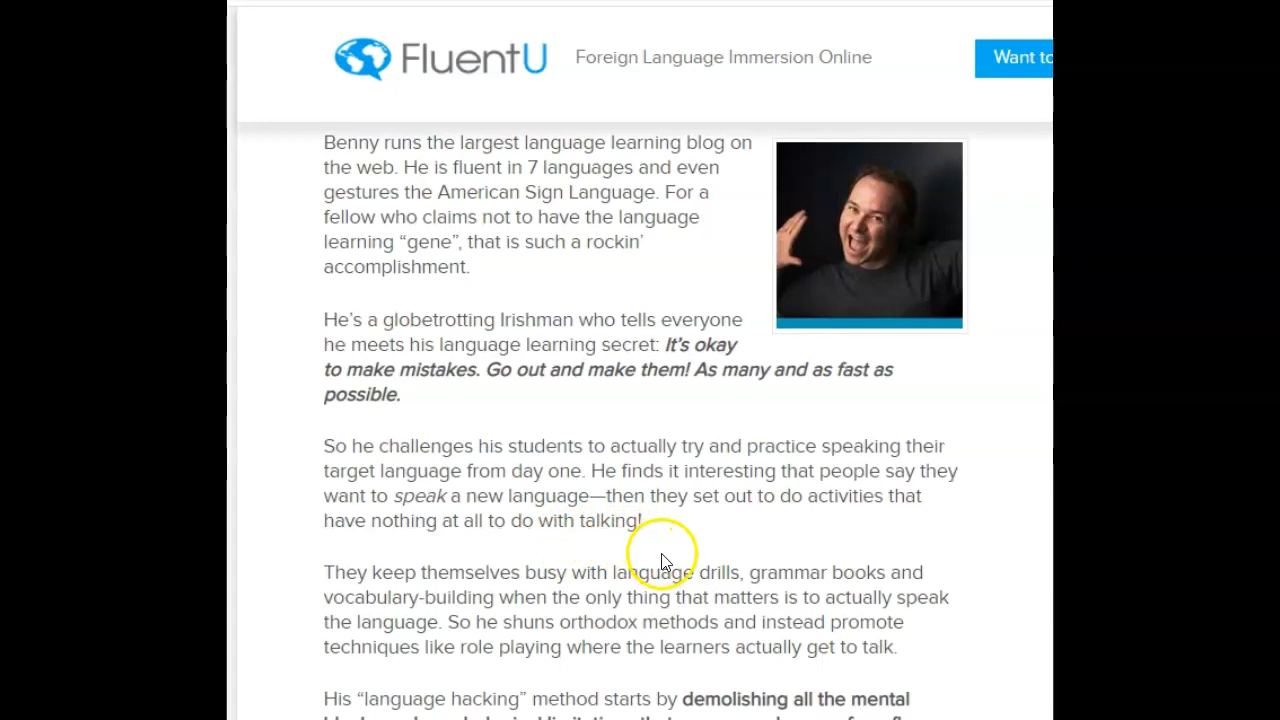 FluentU
Foreign Language Immersion Online
Want to
Benny runs the largest language learning blog on
the web. He is fluent in 7 languages and even
gestures the American Sign Language. For a
fellow who claims not to have the language
learning “gene”, that is such a rockin’
accomplishment.
He’s a globetrotting Irishman who tells everyone
he meets his language learning secret: It’s okay
to make mistakes. Go out and make them! As many and as fast as
possible.
So he challenges his students to actually try and practice speaking their
target language from day one. He finds it interesting that people say they
want to speak a new language—then they set out to do activities that
have nothing at all to do with talking!
They keep themselves busy with language drills, grammar books and
vocabulary-building when the only thing that matters is to actually speak
the language. So he shuns orthodox methods and instead promote
techniques like role playing where the learners actually get to talk.
His “language hacking” method starts by demolishing all the mental